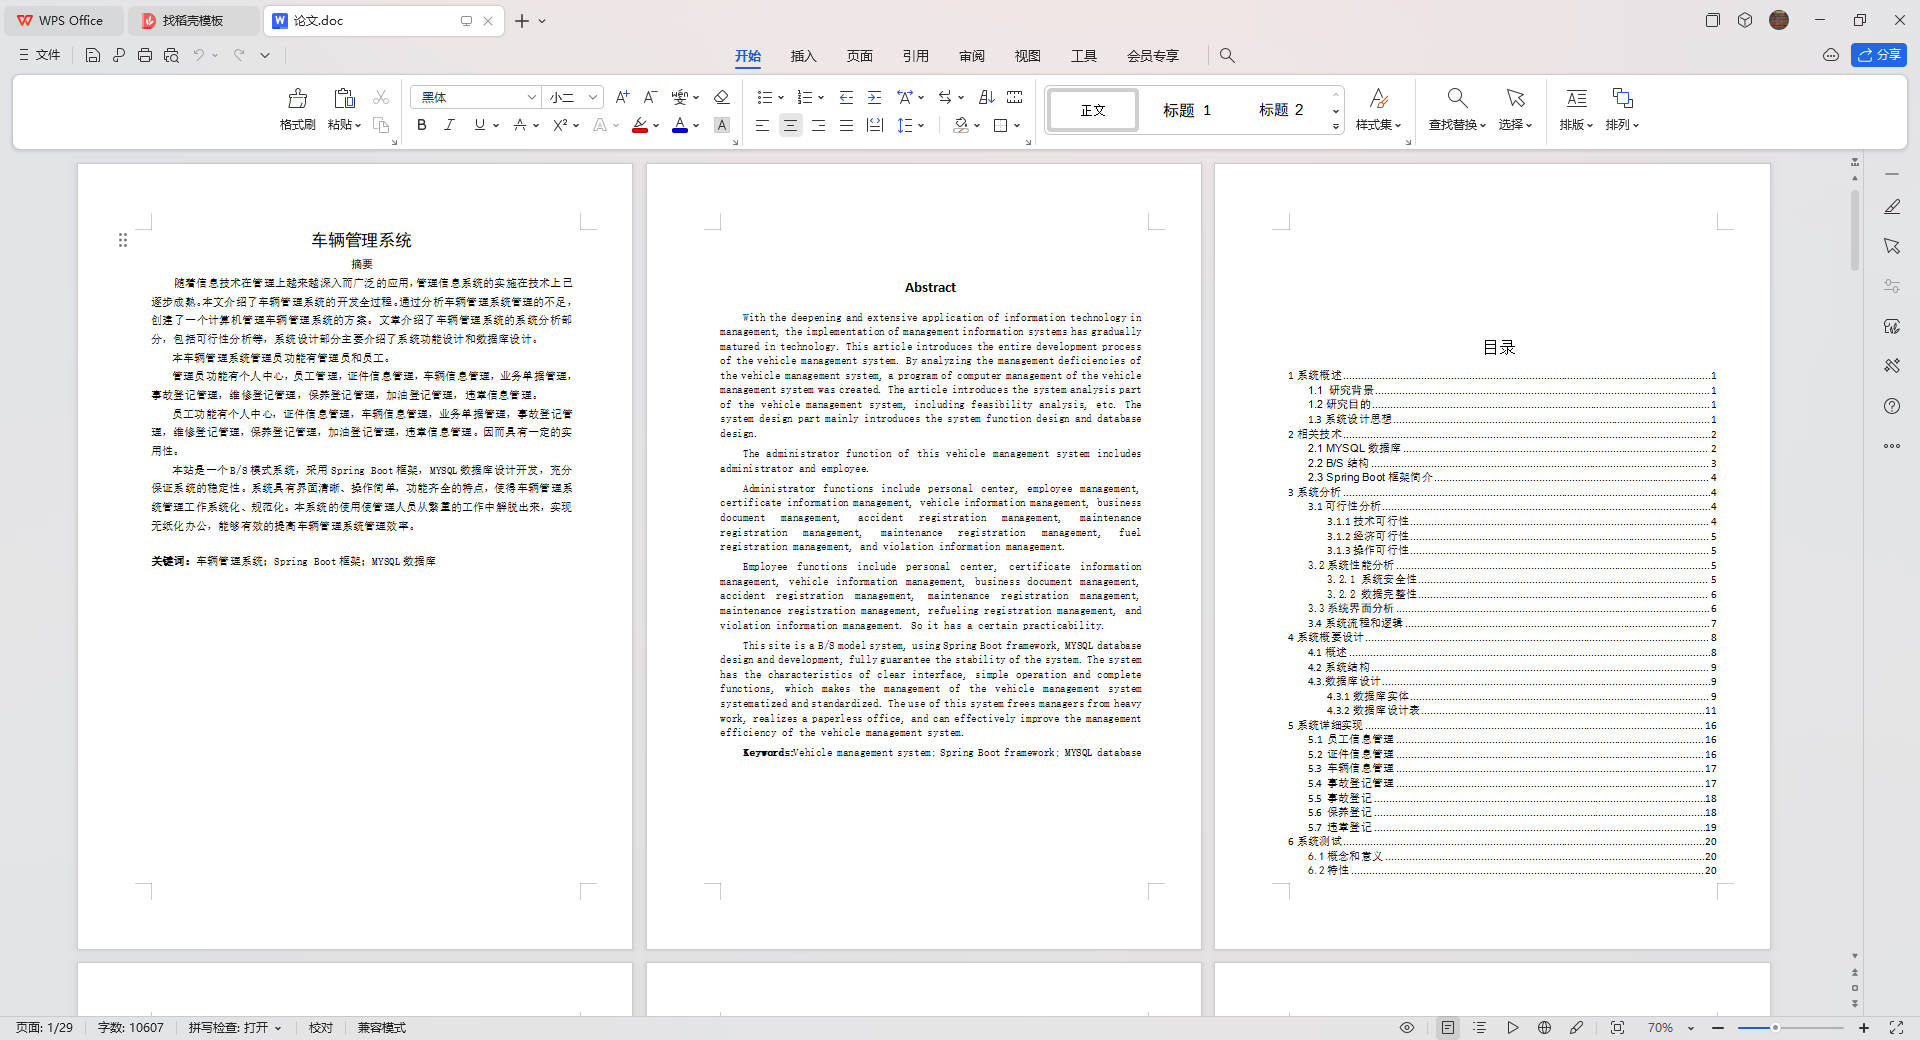 WPS Office
找稻壳模板
论文.doc
文件
开始
插入
页面
引用
审阅
视图
工具
会员专享
分享
格式刷
粘贴
黑体
小二
正文
标题 1
标题 2
样式集
查找替换
选择
排版
排列
车辆管理系统
摘要
随着信息技术在管理上越来越深入而广泛的应用,管理信息系统的实施在技术上已
逐步成熟。本文介绍了车辆管理系统的开发全过程。通过分析车辆管理系统管理的不足,
创建了一个计算机管理车辆管理系统的方案。文章介绍了车辆管理系统的系统分析部
分,包括可行性分析等,系统设计部分主要介绍了系统功能设计和数据库设计。
本车辆管理系统管理员功能有管理员和员工。
管理员功能有个人中心,员工管理,证件信息管理,车辆信息管理,业务单据管理,
事故登记管理,维修登记管理,保养登记管理,加油登记管理,违章信息管理。
员工功能有个人中心,证件信息管理,车辆信息管理,业务单据管理,事故登记管
理,维修登记管理,保养登记管理,加油登记管理,违章信息管理。因而具有一定的实
用性。
本站是一个B/S模式系统,采用Spring Boot框架,MYSQL数据库设计开发,充分
保证系统的稳定性。系统具有界面清晰、操作简单,功能齐全的特点,使得车辆管理系
统管理工作系统化、规范化。本系统的使用使管理人员从繁重的工作中解脱出来,实现
无纸化办公,能够有效的提高车辆管理系统管理效率。
关键词:车辆管理系统;Spring Boot框架;MYSQL数据库
Abstract
With the deepening and extensive application of information technology in
management, the implementation of management information systems has gradually
matured in technology. This article introduces the entire development process
of the vehicle management system. By analyzing the management deficiencies of
the vehicle management system, a program of computer management of the vehicle
management system was created. The article introduces the system analysis part
of the vehicle management system, including feasibility analysis, etc. The
system design part mainly introduces the system function design and database
design.
The administrator function of this vehicle management system includes
administrator and employee.
Administrator functions include personal center, employee management,
certificate information management, vehicle information management, business
document management, accident registration management, maintenance
registration management, maintenance registration management, fuel
registration management, and violation information management.
Employee functions include personal center, certificate information
management, vehicle information management, business document management,
accident registration management, maintenance registration management,
maintenance registration management, refueling registration management, and
violation information management. So it has a certain practicability.
This site is a B/S model system, using Spring Boot framework, MYSQL database
design and development, fully guarantee the stability of the system. The system
has the characteristics of clear interface, simple operation and complete
functions, which makes the management of the vehicle management system
systematized and standardized. The use of this system frees managers from heavy
work, realizes a paperless office, and can effectively improve the management
efficiency of the vehicle management system.
Keywords:Vehicle management system; Spring Boot framework; MYSQL database
目录
1 系统概述 1
1.1 研究背景 1
1.2 研究目的 1
1.3 系统设计思想 1
2 相关技术 2
2.1 MYSQL 数据库 2
2.2 B/S 结构 3
2.3 Spring Boot 框架简介 4
3 系统分析 4
3.1 可行性分析 4
3.1.1 技术可行性 4
3.1.2 经济可行性 5
3.1.3 操作可行性 5
3.2 系统性能分析 5
3.2.1 系统安全性 5
3.2.2 数据完整性 6
3.3 系统界面分析 6
3.4 系统流程和逻辑 7
4 系统概要设计 8
4.1 概述 8
4.2 系统结构 9
4.3.数据库设计 9
4.3.1 数据库实体 9
4.3.2 数据库设计表 11
5 系统详细实现 16
5.1 员工信息管理 16
5.2 证件信息管理 16
5.3 车辆信息管理 17
5.4 事故登记管理 17
5.5 事故登记 18
5.6 保养登记 18
5.7 违章登记 19
6 系统测试 20
6.1 概念和意义 20
6.2 特性 20
页面: 1/29
字数: 10607
拼写检查: 打开
校对
兼容模式
70%